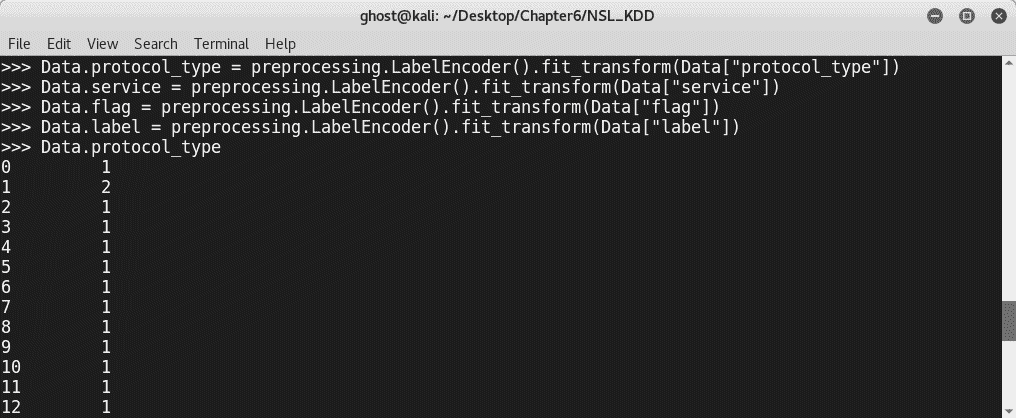 ghost@kali: ~/Desktop/Chapter6/NSL_KDD
File Edit View Search Terminal Help
>>> Data.protocol_type = preprocessing.LabelEncoder().fit_transform(Data["protocol_type"])
>>> Data.service = preprocessing.LabelEncoder().fit_transform(Data["service"])
>>> Data.flag = preprocessing.LabelEncoder().fit_transform(Data["flag"])
>>> Data.label = preprocessing.LabelEncoder().fit_transform(Data["label"])
>>> Data.protocol_type
0         1
1         2
2         1
3         1
4         1
5         1
6         1
7         1
8         1
9         1
10        1
11        1
12        1